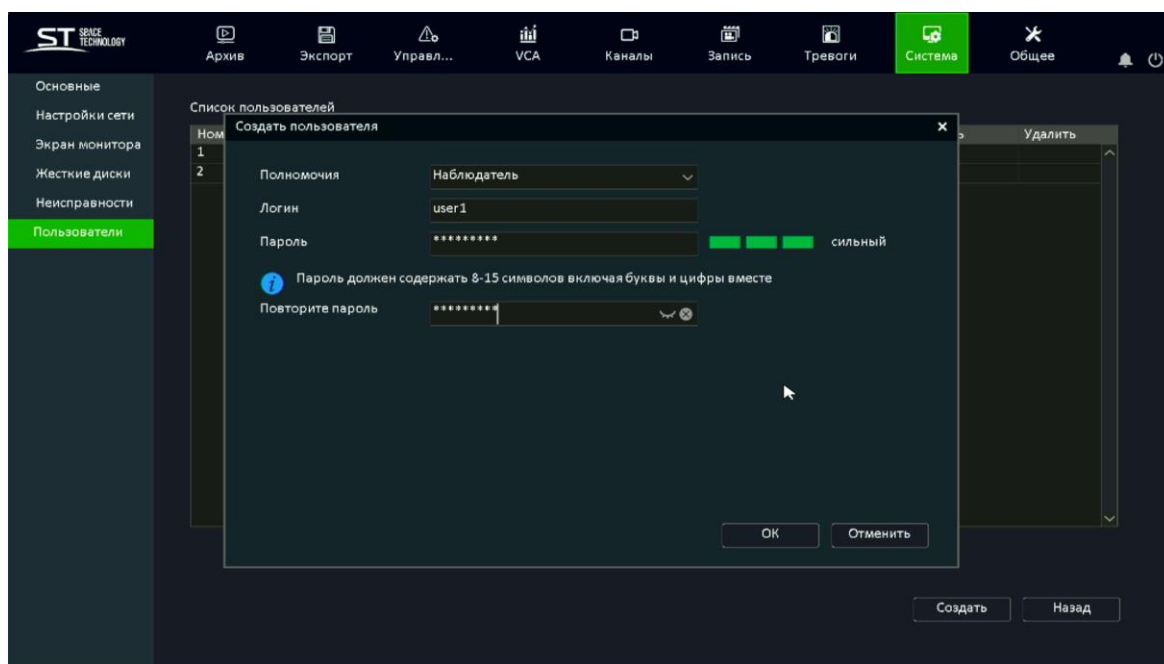 ST SPACE TECHNOLOGY
Архив Экспорт Управл... VCA Каналы Запись Тревоги Система Общее
Основные
Настройки сети
Экран монитора
Жесткие диски
Неисправности
Пользователи
Список пользователей
Ном Удалить
1
2
Создать пользователя
Полномочия Наблюдатель
Логин user1
Пароль ********* сильный
Пароль должен содержать 8-15 символов включая буквы и цифры вместе
Повторите пароль *********
ОК Отменить
Создать Назад